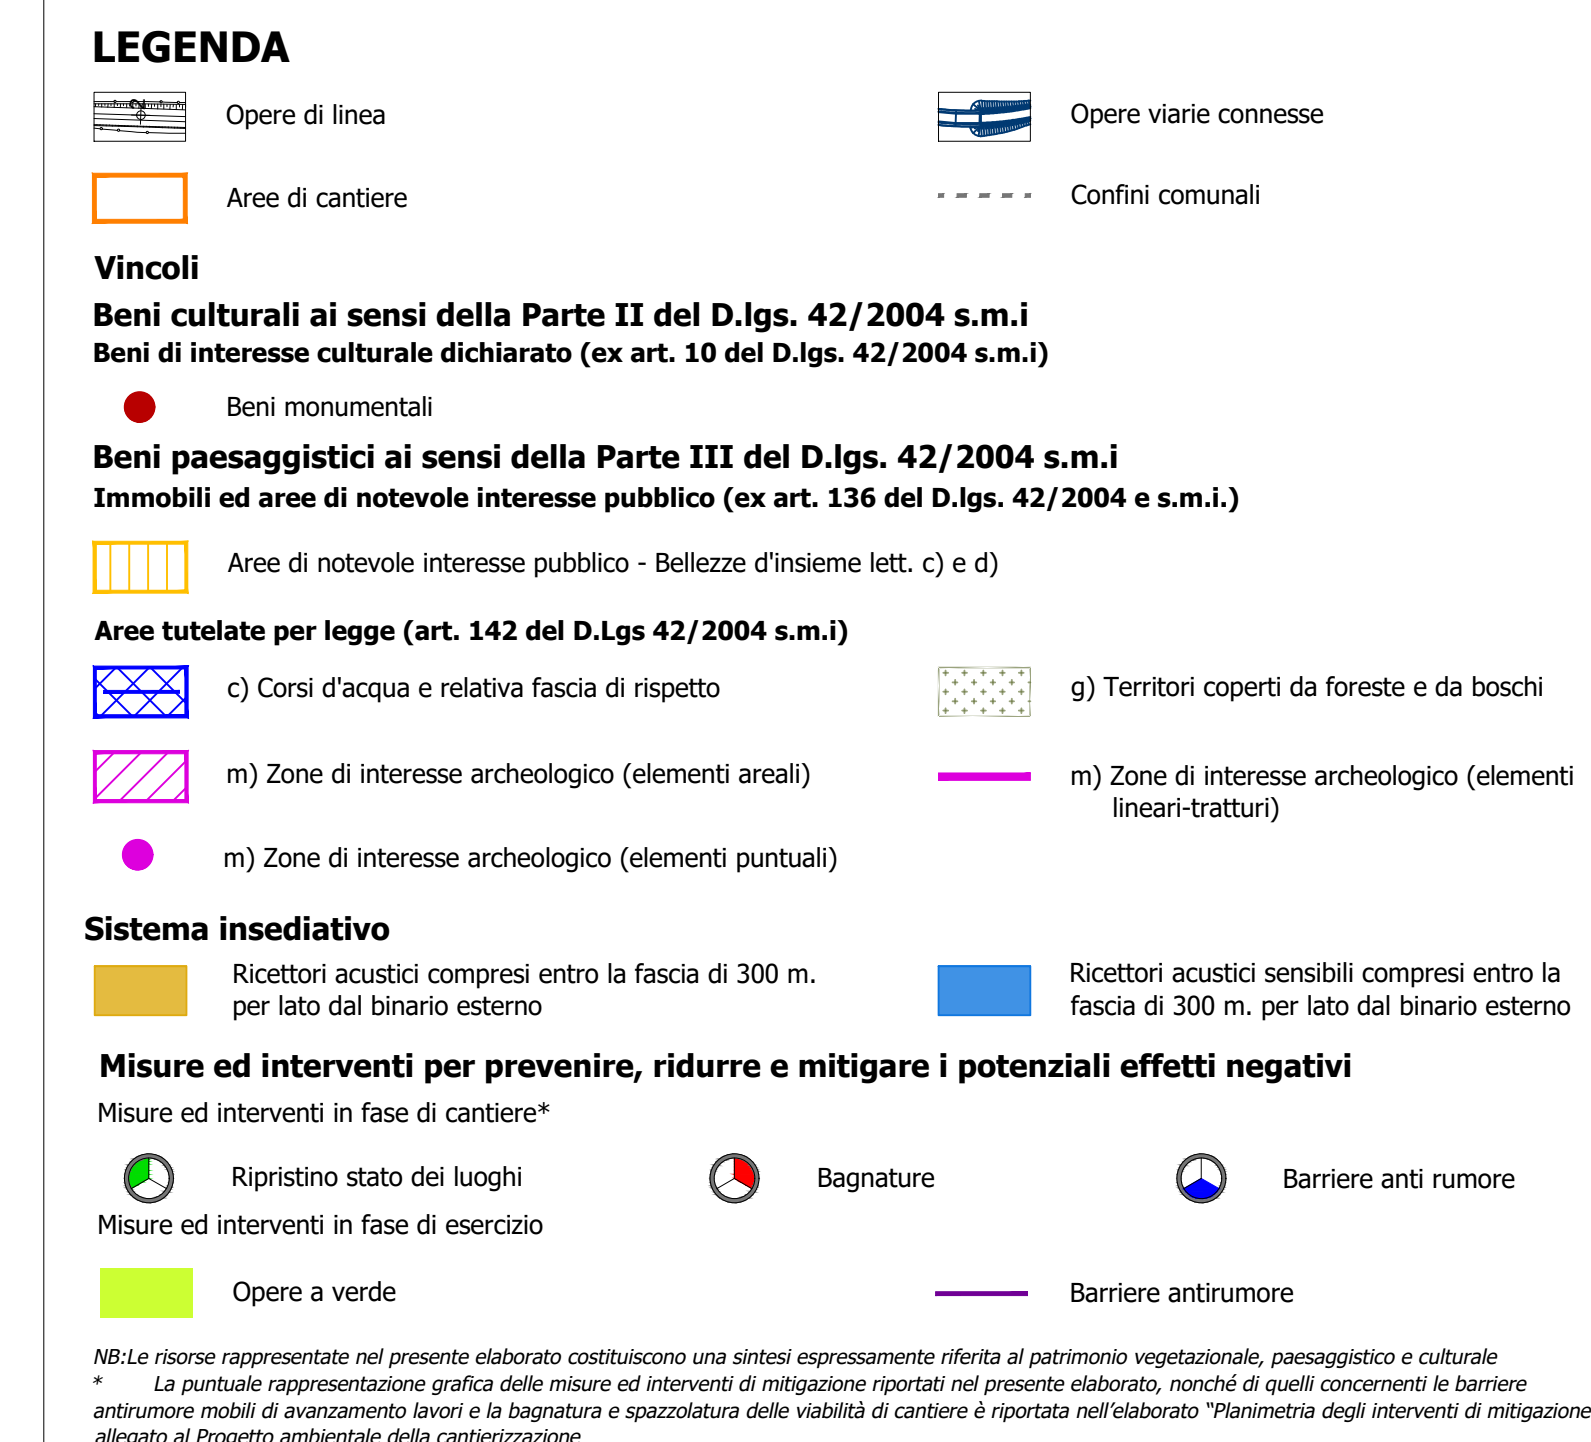 LEGENDA
Opere di linea
Opere viarie connesse
Aree di cantiere
Confini comunali
Vincoli
Beni culturali ai sensi della Parte II del D.lgs. 42/2004 s.m.i
Beni di interesse culturale dichiarato (ex art. 10 del D.lgs. 42/2004 s.m.i)
Beni monumentali
Beni paesaggistici ai sensi della Parte III del D.lgs. 42/2004 s.m.i
Immobili ed aree di notevole interesse pubblico (ex art. 136 del D.lgs. 42/2004 e s.m.i.)
Aree di notevole interesse pubblico - Bellezze d'insieme lett. c) e d)
Aree tutelate per legge (art. 142 del D.Lgs 42/2004 s.m.i)
c) Corsi d'acqua e relativa fascia di rispetto
g) Territori coperti da foreste e da boschi
m) Zone di interesse archeologico (elementi areali)
m) Zone di interesse archeologico (elementi
lineari-tratturi)
m) Zone di interesse archeologico (elementi puntuali)
Sistema insediativo
Ricettori acustici compresi entro la fascia di 300 m.
per lato dal binario esterno
Ricettori acustici sensibili compresi entro la
fascia di 300 m. per lato dal binario esterno
Misure ed interventi per prevenire, ridurre e mitigare i potenziali effetti negativi
Misure ed interventi in fase di cantiere*
Ripristino stato dei luoghi
Bagnature
Barriere anti rumore
Misure ed interventi in fase di esercizio
Opere a verde
Barriere antirumore
NB:Le risorse rappresentate nel presente elaborato costituiscono una sintesi espressamente riferita al patrimonio vegetazionale, paesaggistico e culturale
* La puntuale rappresentazione grafica delle misure ed interventi di mitigazione riportati nel presente elaborato, nonché di quelli concernenti le barriere
antirumore mobili di avanzamento lavori e la bagnatura e spazzolatura delle viabilità di cantiere è riportata nell'elaborato "Planimetria degli interventi di mitigazione
allegato al Progetto ambientale della cantierizzazione